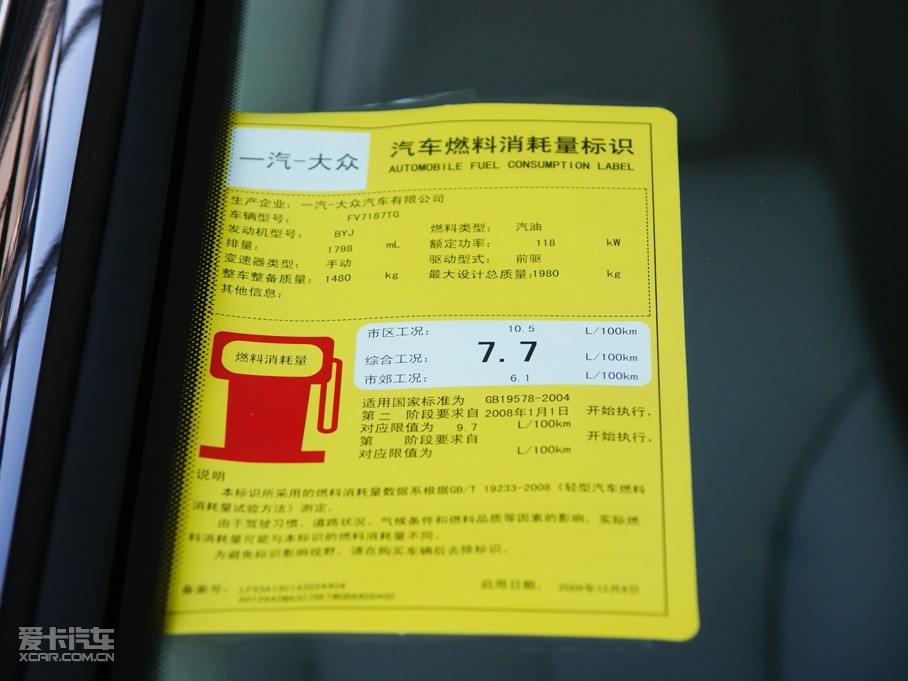 一汽-大众
汽车燃料消耗量标识
AUTOMOBILE FUEL CONSUMPTION LABEL
生产企业: 一汽-大众汽车有限公司
车辆型号: FV7187TG
发动机型号: BYJ 燃料类型: 汽油
排量: 1798 mL 额定功率: 118 kW
变速器类型: 手动 驱动型式: 前驱
整车整备质量: 1480 kg 最大设计总质量:1980 kg
其他信息:
燃料消耗量
市区工况: 10.5 L/100km
综合工况: 7.7 L/100km
市郊工况: 6.1 L/100km
适用国家标准为 GB19578-2004
第二 阶段要求自 2008年1月1日 开始执行,
对应限值为 9.7 L/100km
第 阶段要求自 开始执行,
对应限值为 L/100km
说明
本标识所采用的燃料消耗量数据系根据GB/T 19233-2008《轻型汽车燃料
消耗量试验方法》测定.
由于驾驶习惯、道路状况、气候条件和燃料品质等因素的影响, 实际燃
料消耗量可能与本标识的燃料消耗量不同.
为避免标识影响视野, 请在购买车辆后去除标识.
备案号:
启用日期:
爱卡汽车
XCAR.COM.CN